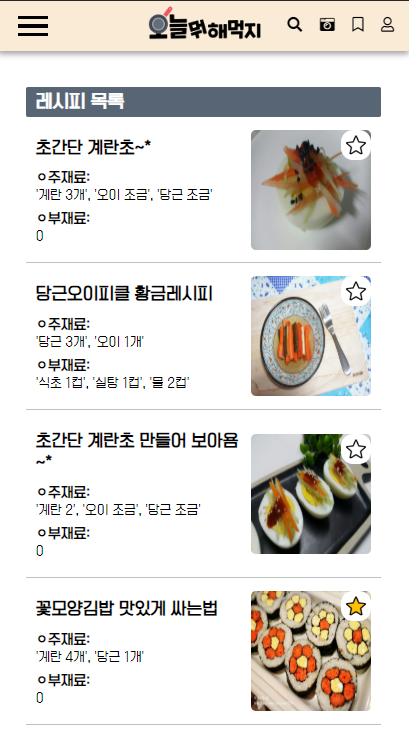 오늘뭐해먹지
레시피 목록
초간단 계란초~*
ㅇ주재료:
'계란 3개', '오이 조금', '당근 조금'
ㅇ부재료:
0
당근오이피클 황금레시피
ㅇ주재료:
'당근 3개', '오이 1개'
ㅇ부재료:
'식초 1컵', '설탕 1컵', '물 2컵'
초간단 계란초 만들어 보아욤
~*
ㅇ주재료:
'계란 2', '오이 조금', '당근 조금'
ㅇ부재료:
0
꽃모양김밥 맛있게 싸는법
ㅇ주재료:
'계란 4개', '당근 1개'
ㅇ부재료:
0